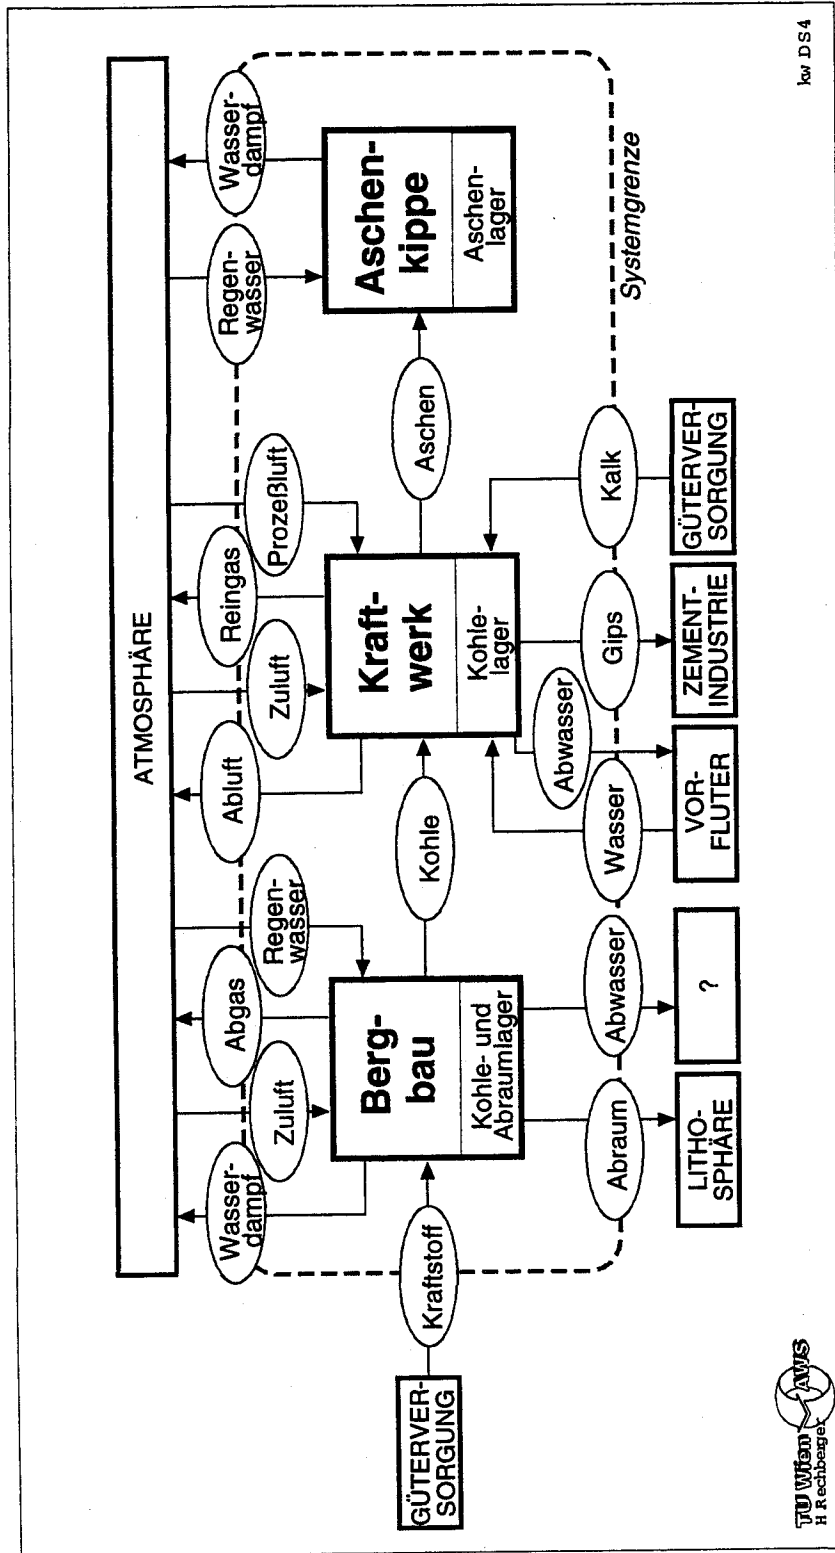 ATMOSPHÄRE
Wasser-
dampf
Zuluft
Abgas
Regen-
wasser
Abluft
Zuluft
Reingas
Prozeßluft
Regen-
wasser
Wasser-
dampf
GÜTERVER-
SORGUNG
Kraftstoff
Berg-
bau
Kohle- und
Abraumlager
Kohle
Kraft-
werk
Kohle-
lager
Aschen
Aschen-
kippe
Aschen-
lager
Abraum
Abwasser
Wasser
Abwasser
Gips
Kalk
Systemgrenze
LITHO-
SPHÄRE
?
VOR-
FLUTER
ZEMENT-
INDUSTRIE
GÜTERVER-
SORGUNG
TU Wien AWS
H Rechberger
kw DS4